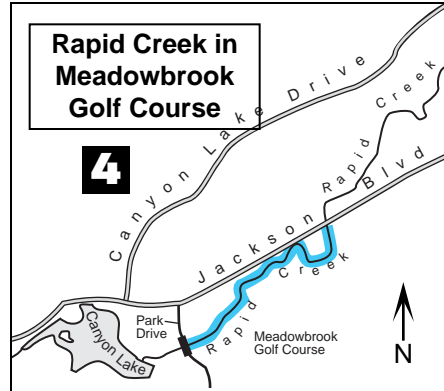 Rapid Creek in
Meadowbrook
Golf Course
4
Canyon Lake Drive
Rapid Creek
Jackson Blvd
Rapid Creek
Park
Drive
Canyon Lake
Meadowbrook
Golf Course
N